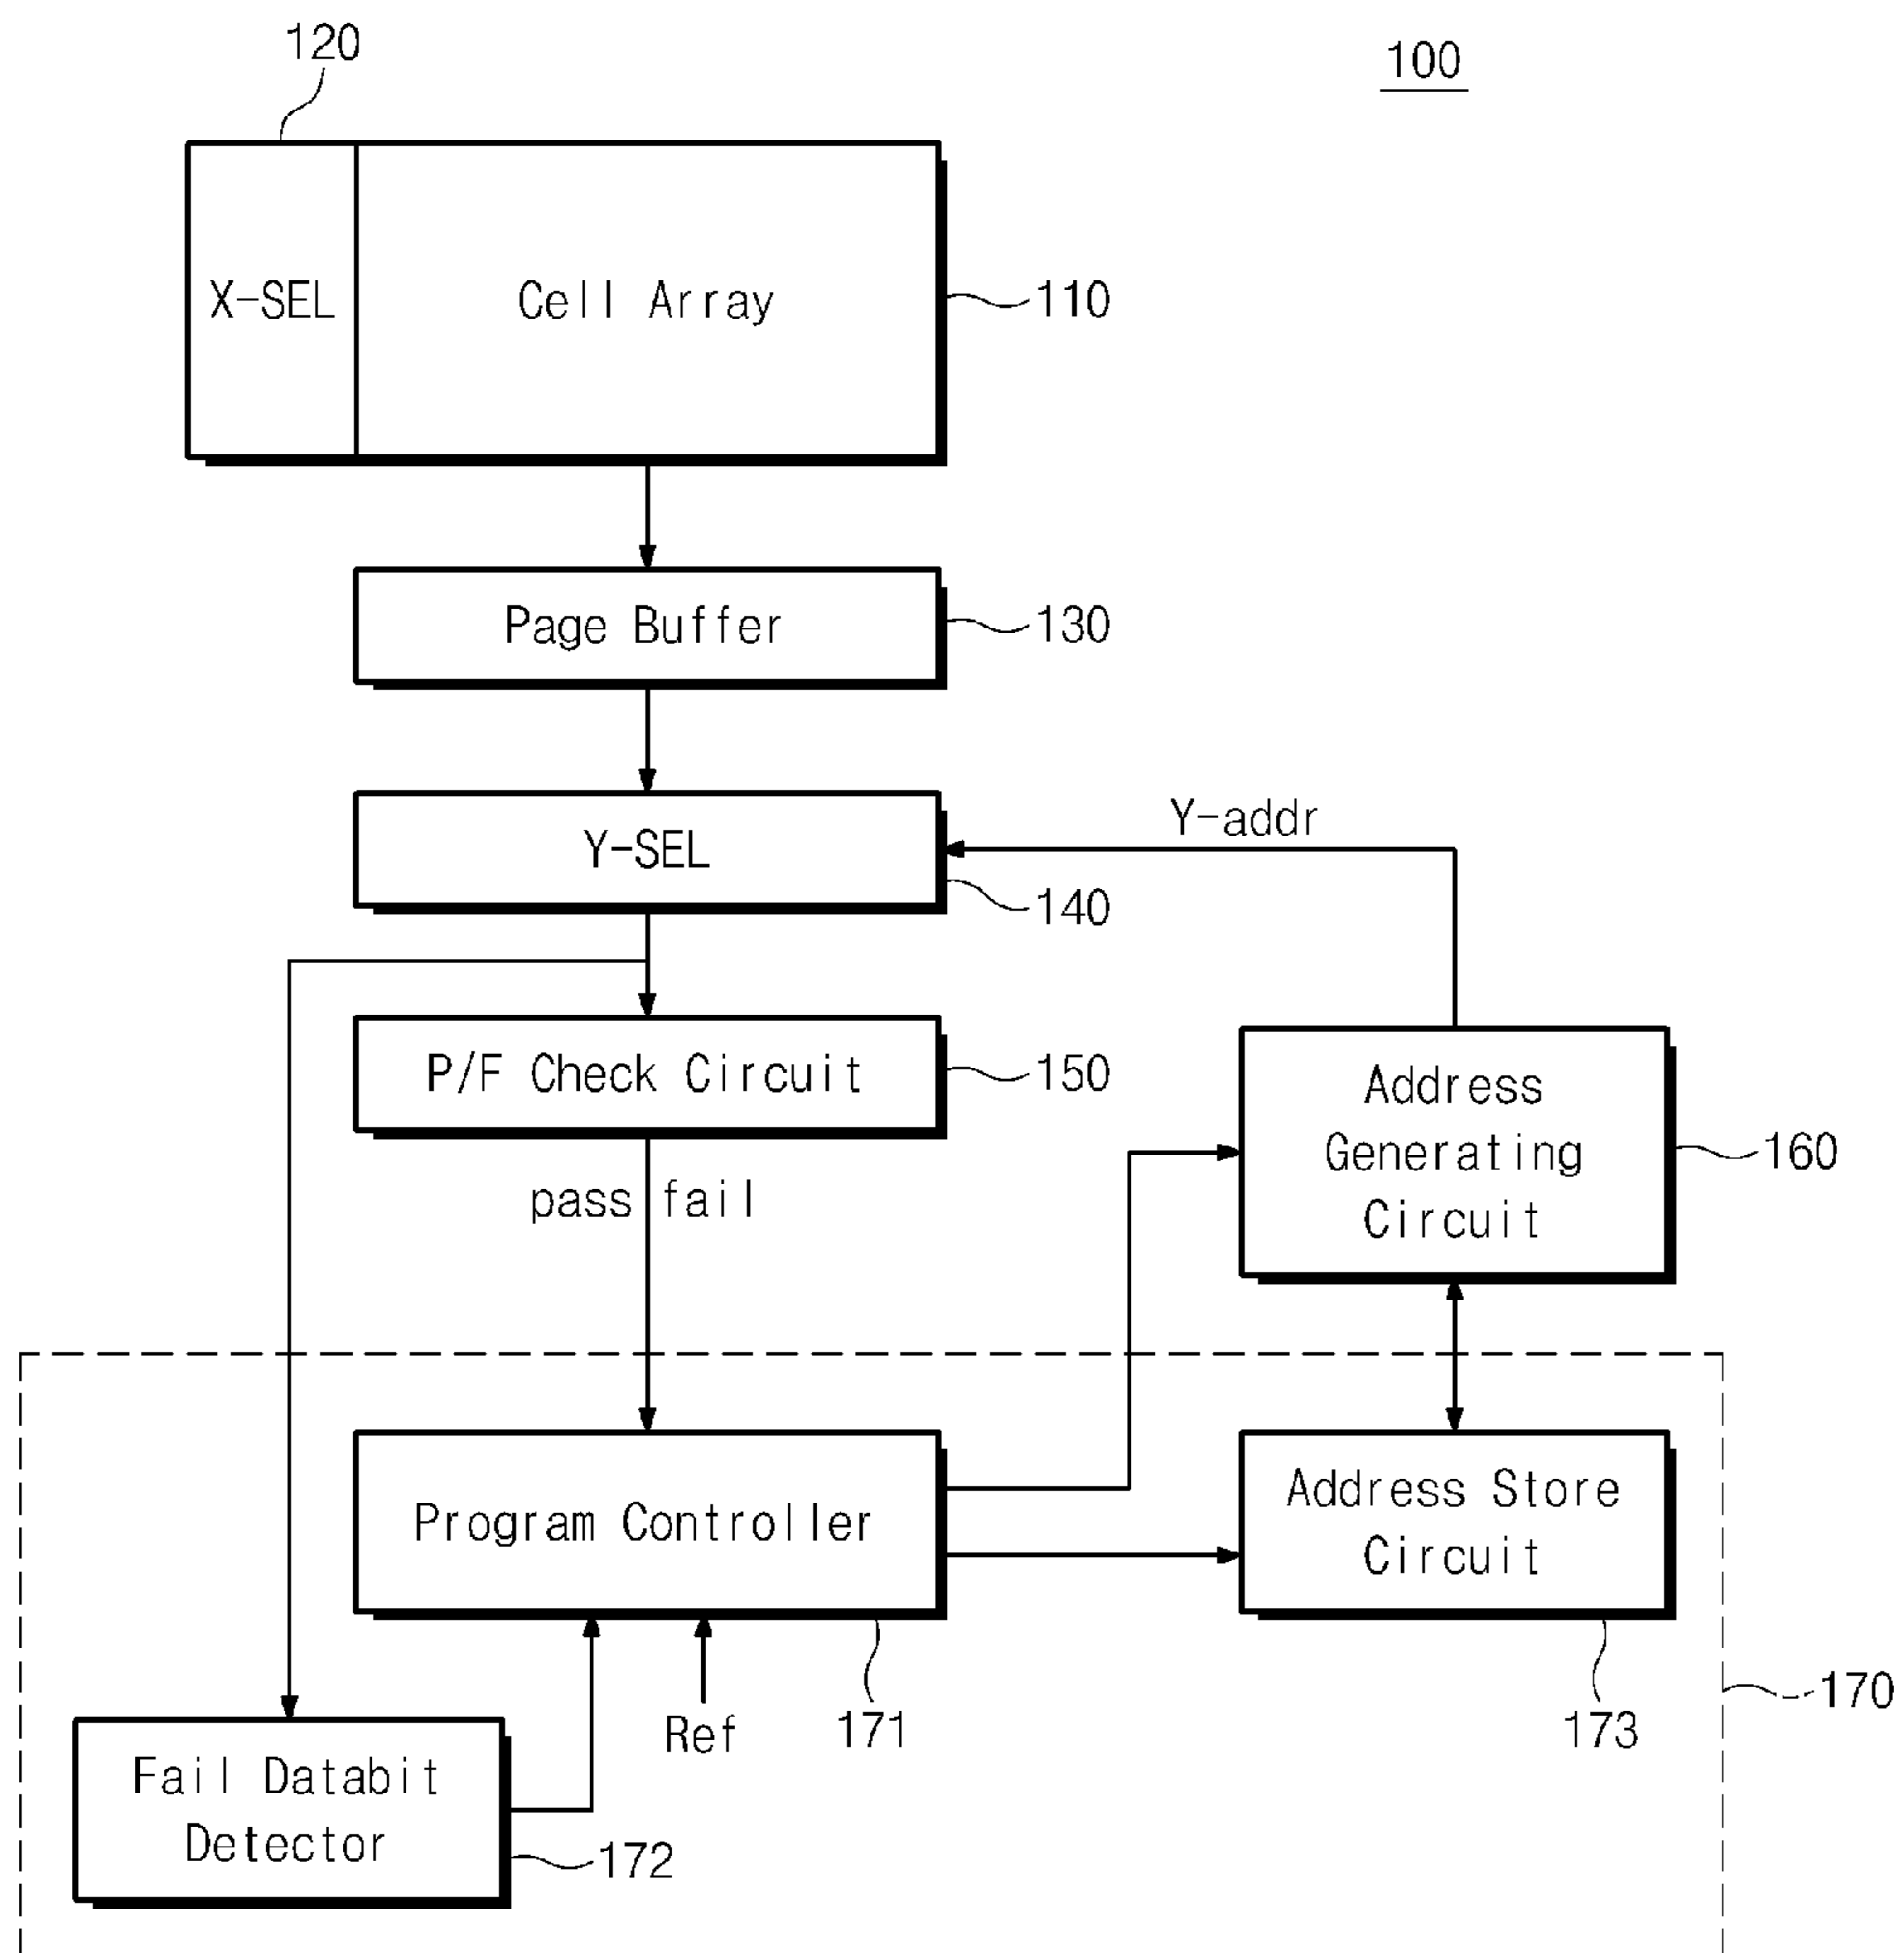 120
100
X-SEL
Cell Array
110
Page Buffer
130
Y-addr
Y-SEL
140
P/F Check Circuit
150
Address
Generating
Circuit
160
pass fail
Program Controller
Address Store
Circuit
170
Ref
171
173
Fail Databit
Detector
172